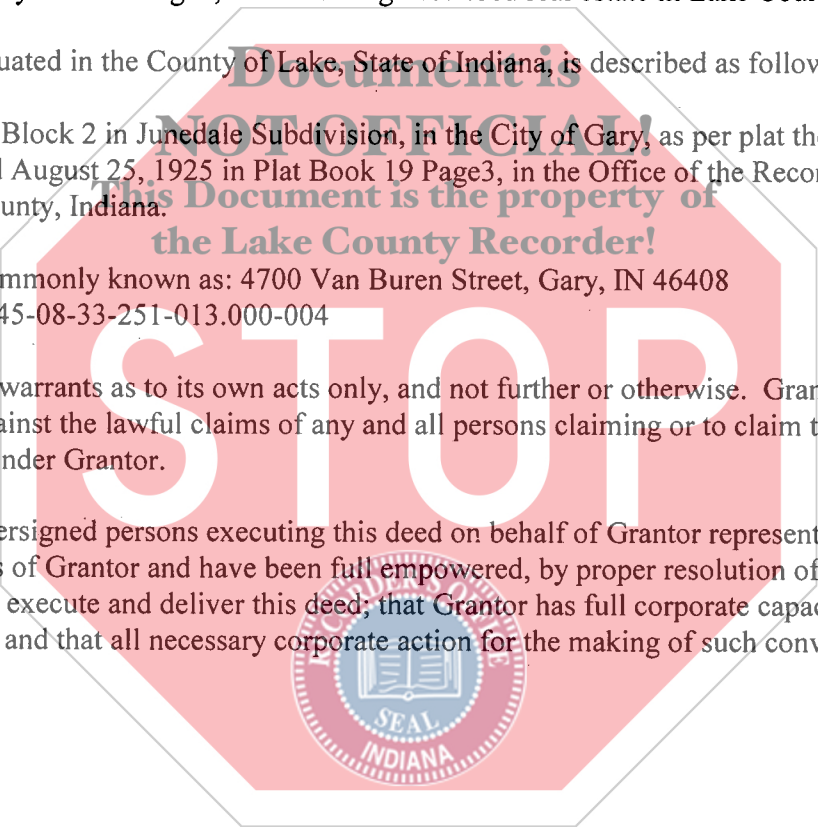 uated in the County of Lake, State of Indiana, is described as follow
Document is
Block 2 in Junedale Subdivision, in the City of Gary, as per plat the
NOT OFFICIAL!
August 25, 1925 in Plat Book 19 Page3, in the Office of the Recor
This Document is the property of
unty, Indiana.
the Lake County Recorder!
mmonly known as: 4700 Van Buren Street, Gary, IN 46408
45-08-33-251-013.000-004
STOP
warrants as to its own acts only, and not further or otherwise. Gran
ainst the lawful claims of any and all persons claiming or to claim t
nder Grantor.
ersigned persons executing this deed on behalf of Grantor represent
s of Grantor and have been full empowered, by proper resolution of
execute and deliver this deed; that Grantor has full corporate capac
and that all necessary corporate action for the making of such conv
RECORDER'S OFFICE
SEAL
INDIANA